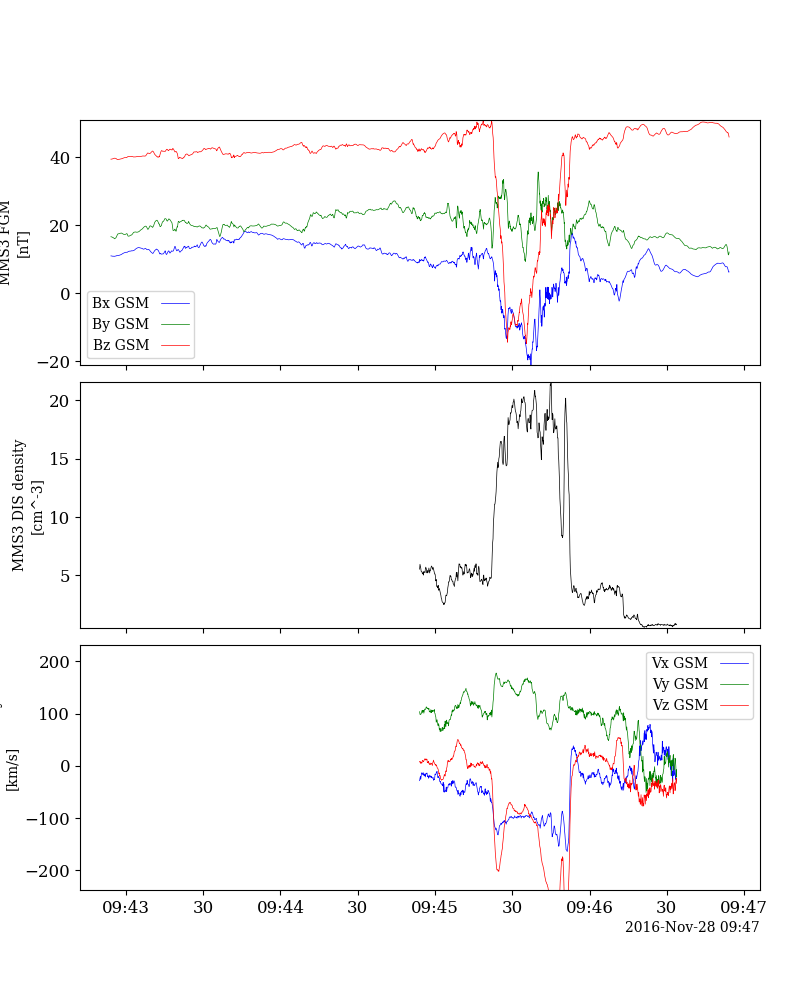 40
20
0
−20
MMS3 FGM
[nT]
Bx GSM
By GSM
Bz GSM
20
15
10
5
MMS3 DIS density
[cm^-3]
200
100
0
−100
−200
[km/s]
Vx GSM
Vy GSM
Vz GSM
09:43 30 09:44 30 09:45 30 09:46 30 09:47
2016-Nov-28 09:47